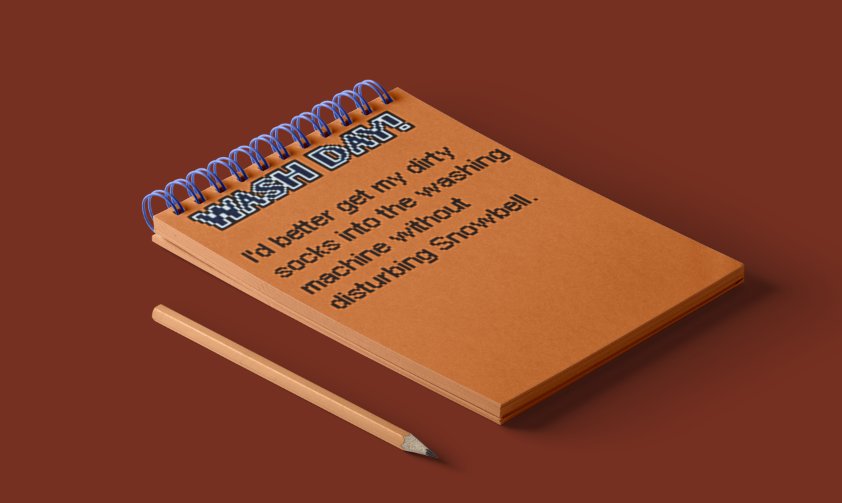 WASH DAY!
I'd better get my dirty
socks into the washing
machine without
disturbing Snowbell.